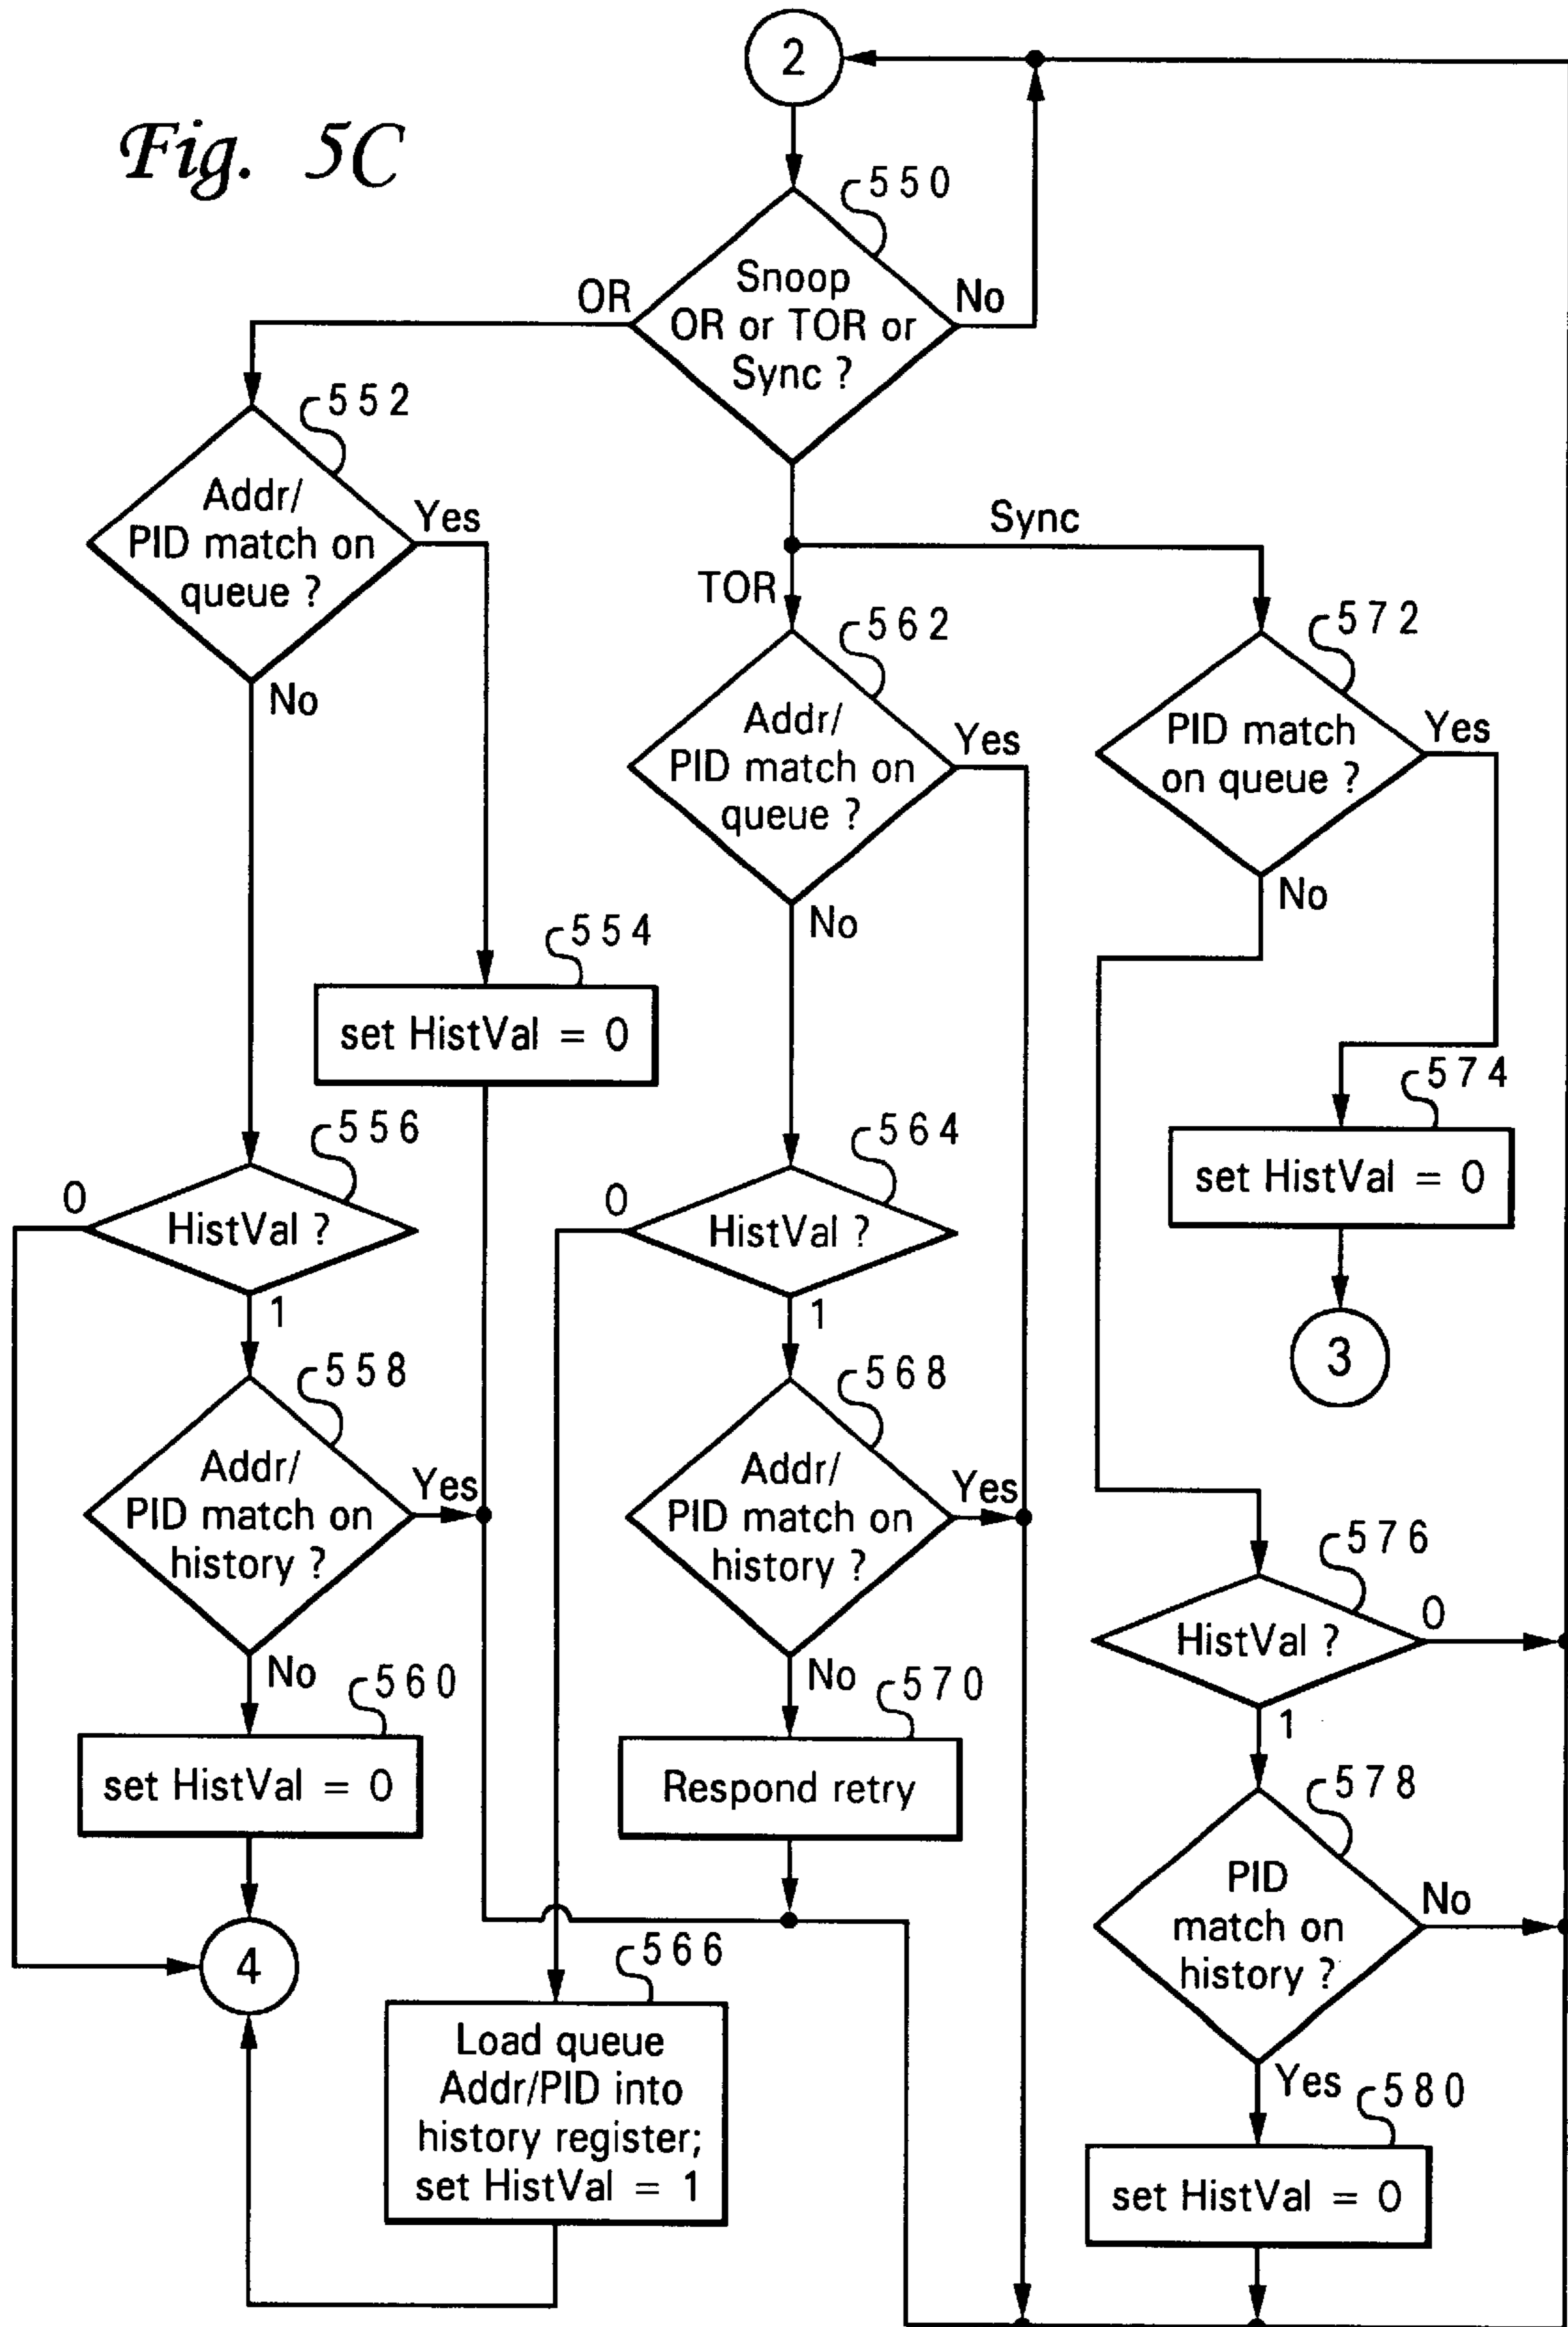 Fig. 5C
2
550
Snoop
OR or TOR or
Sync ?
OR
No
552
Addr/
PID match on
queue ?
Yes
No
Sync
TOR
562
Addr/
PID match on
queue ?
Yes
No
572
PID match
on queue ?
Yes
No
554
set HistVal = 0
574
set HistVal = 0
3
556
HistVal ?
0
1
564
HistVal ?
0
1
558
Addr/
PID match on
history ?
Yes
No
568
Addr/
PID match on
history ?
Yes
No
576
HistVal ?
0
1
560
set HistVal = 0
4
570
Respond retry
578
PID
match on
history ?
No
Yes
566
Load queue
Addr/PID into
history register;
set HistVal = 1
580
set HistVal = 0